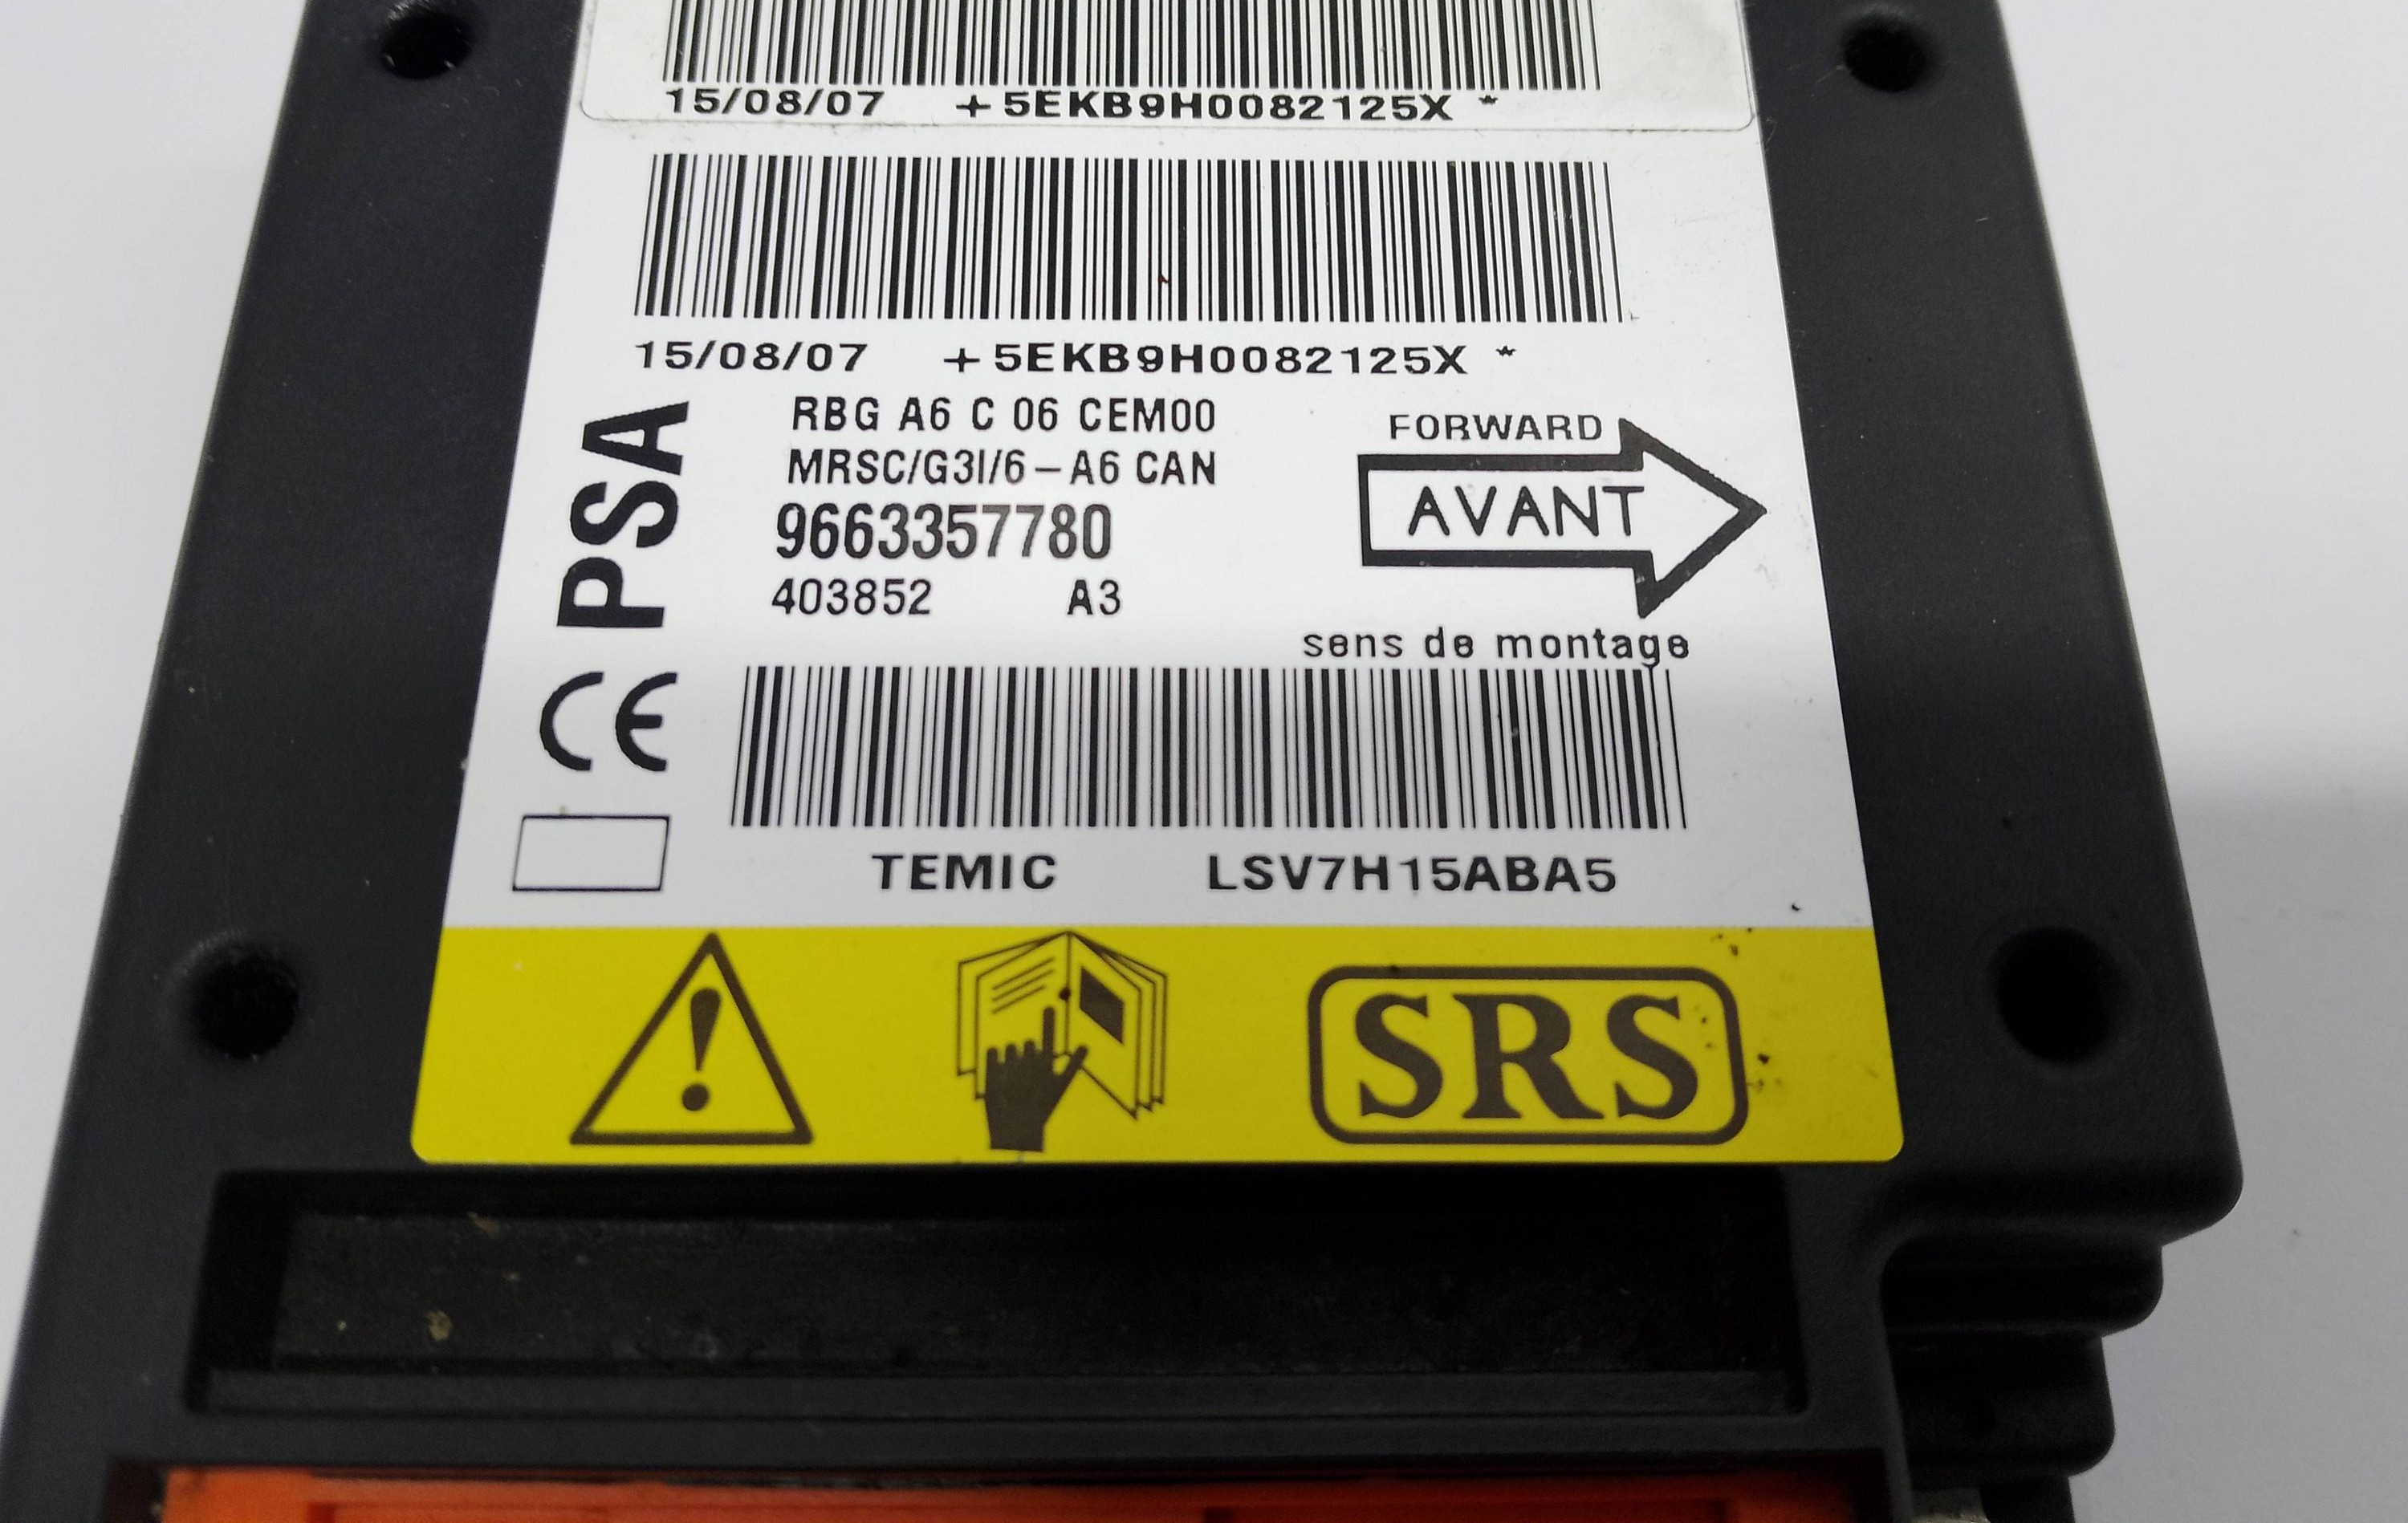 15/08/07 +5EKB9H0082125X *
15/08/07 +5EKB9H0082125X *
PSA
RBG A6 C 06 CEM00
MRSC/G3I/6-A6 CAN
9663357780
403852 A3
FORWARD
AVANT
sens de montage
CE
TEMIC LSV7H15ABA5
SRS